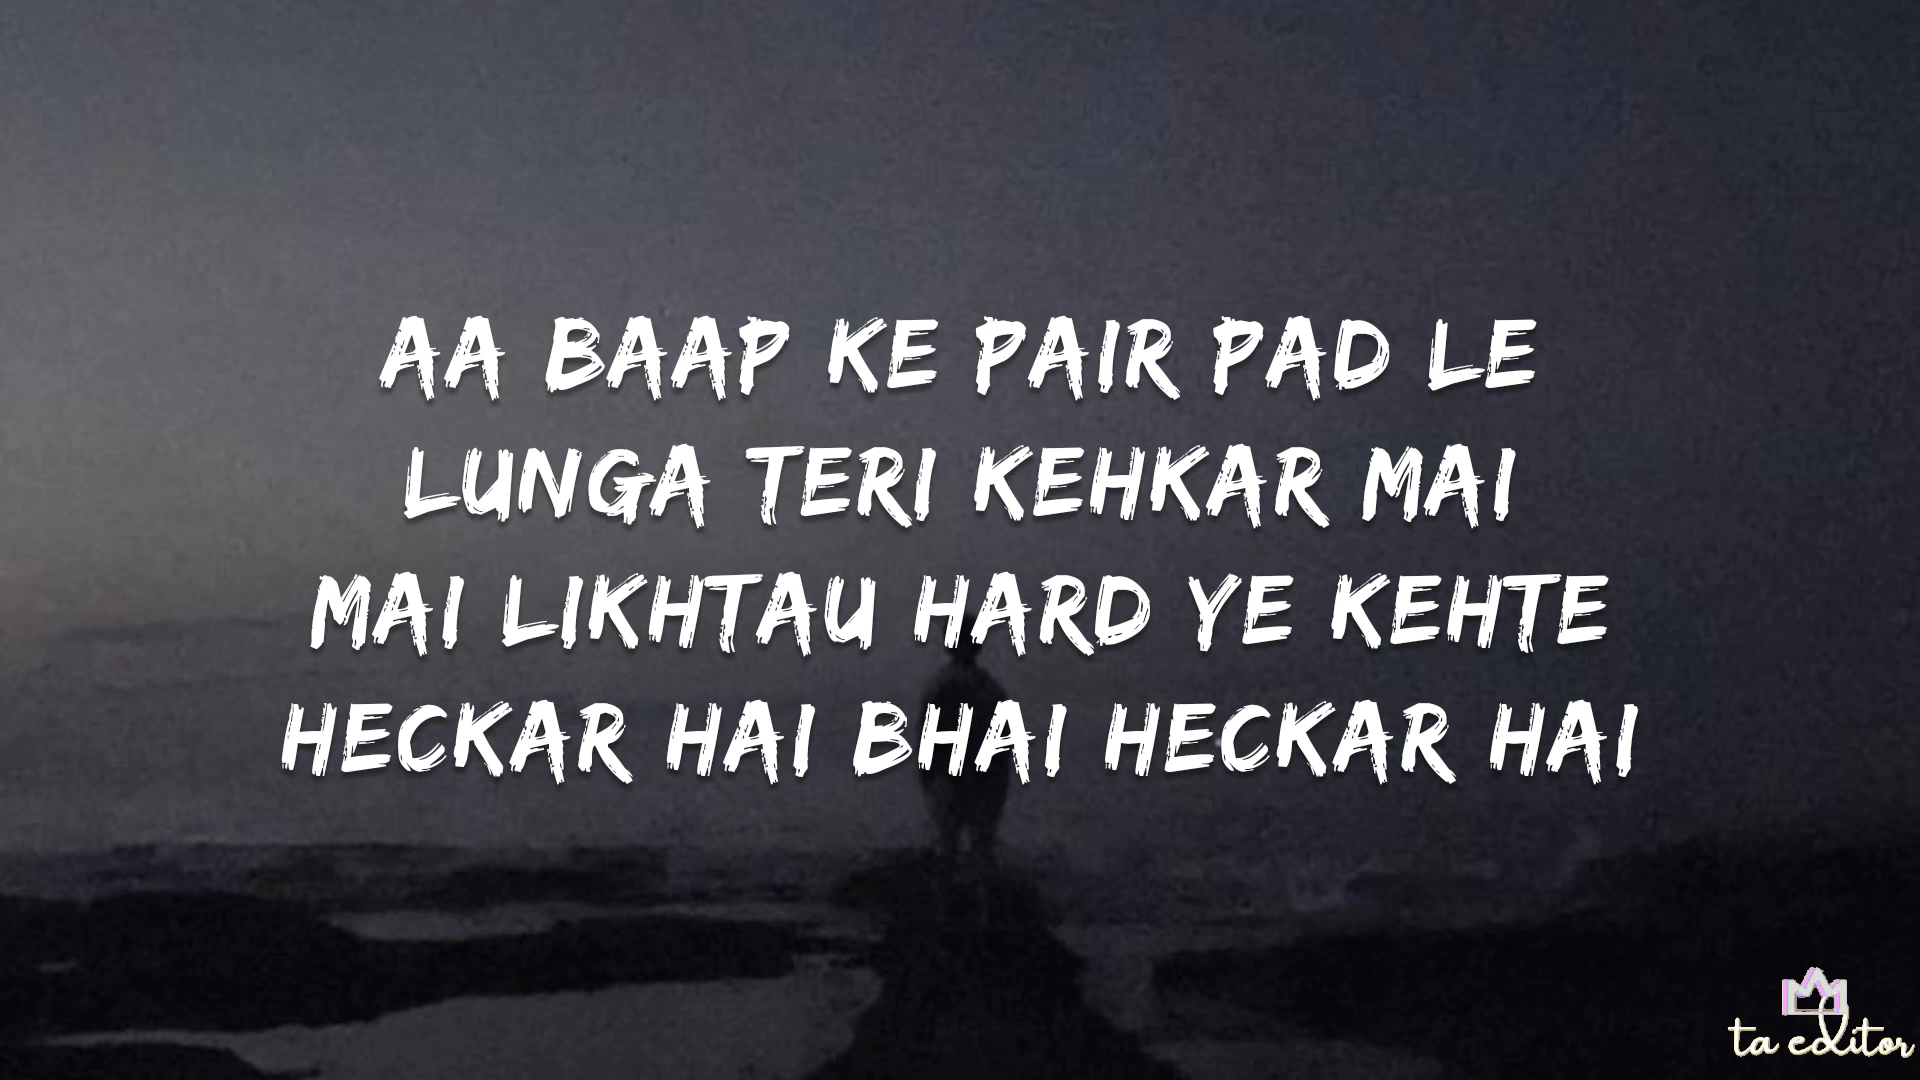 AA BAAP KE PAIR PAD LE
LUNGA TERI KEHKAR MAI
MAI LIKHTAU HARD YE KEHTE
HECKAR HAI BHAI HECKAR HAI
ta editor